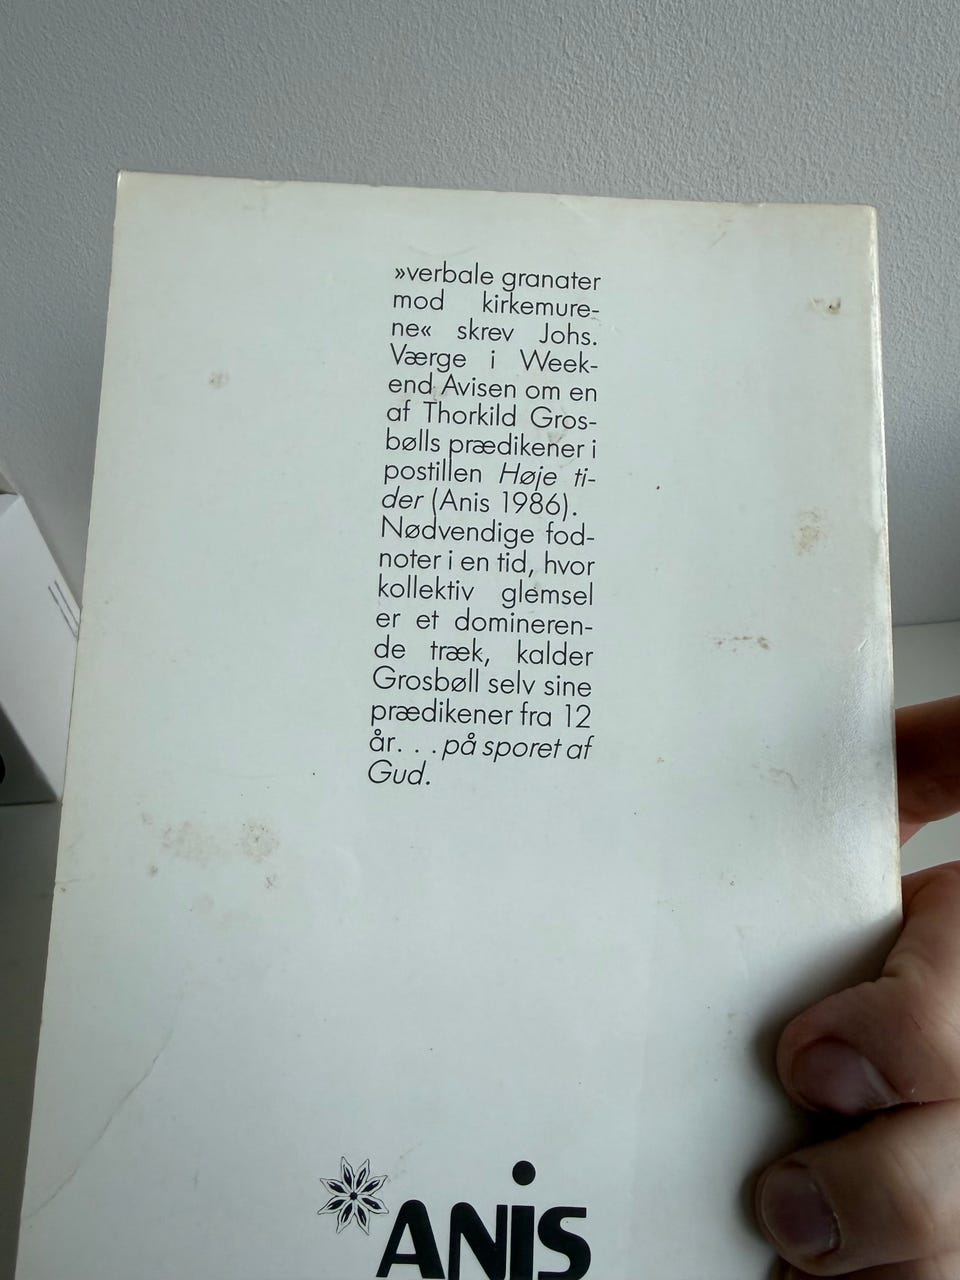 »verbale granater
mod kirkemure-
ne« skrev Johs.
Værge i Week-
end Avisen om en
af Thorkild Gros-
bølls prædikener i
postillen Høje ti-
der (Anis 1986).
Nødvendige fod-
noter i en tid, hvor
kollektiv glemsel
er et domineren-
de træk, kalder
Grosbøll selv sine
prædikener fra 12
år. . . på sporet af
Gud.
ANiS